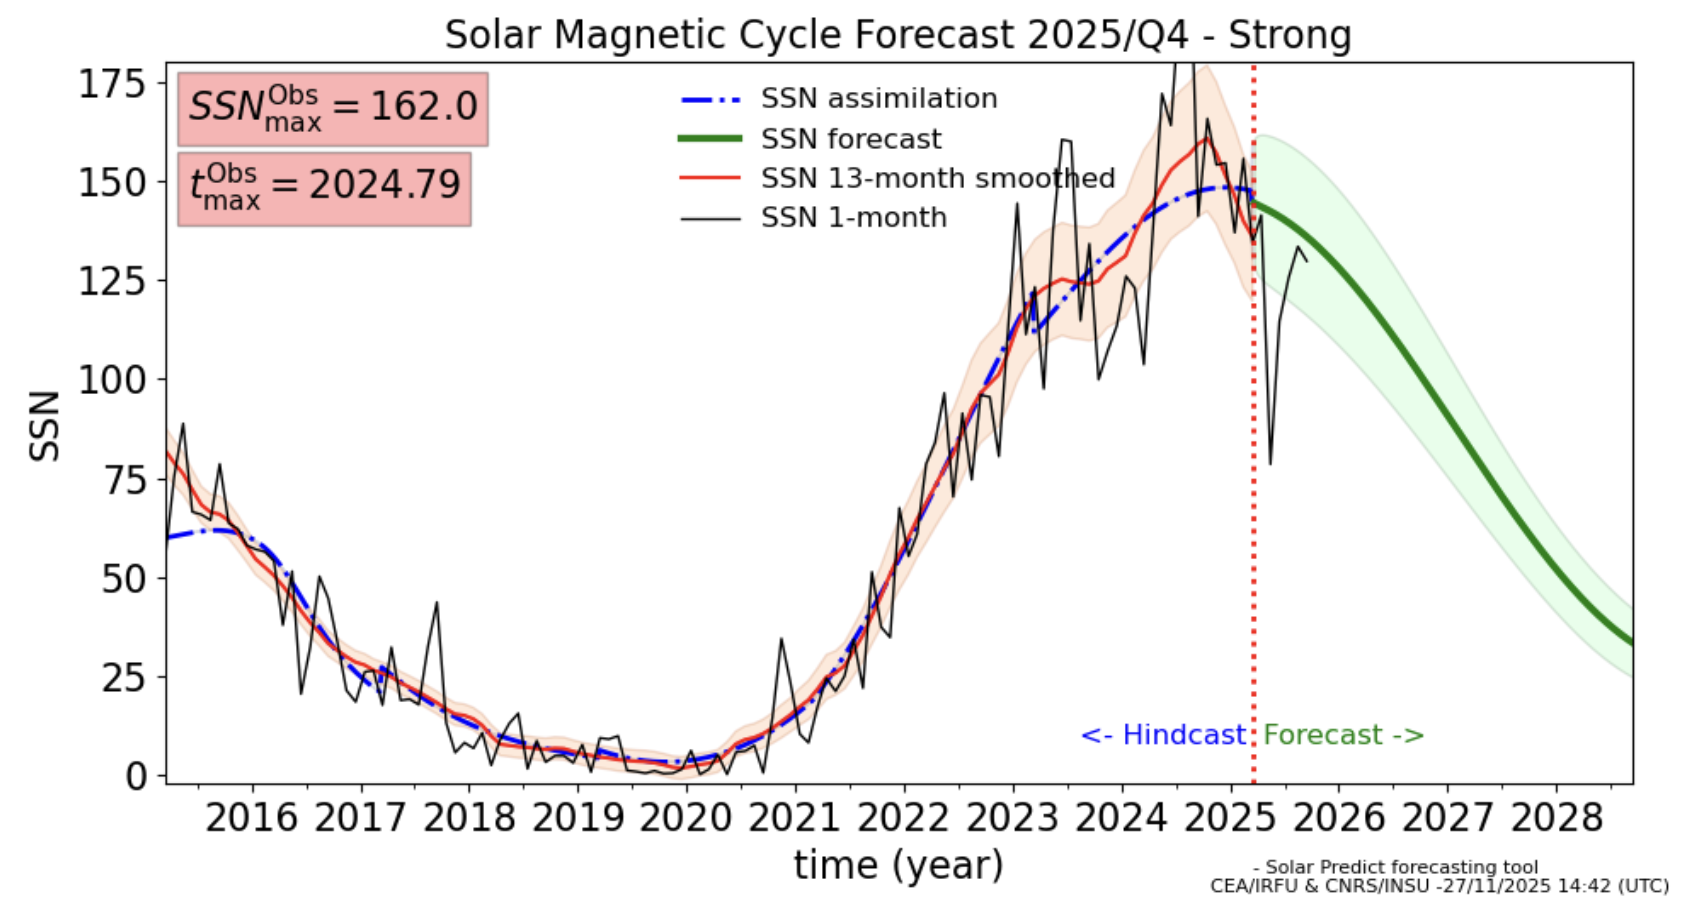 Solar Magnetic Cycle Forecast 2025/Q4 - Strong
SSN
175
150
125
100
75
50
25
0
SSN^Obs_max = 162.0
t^Obs_max = 2024.79
SSN assimilation
SSN forecast
SSN 13-month smoothed
SSN 1-month
<- Hindcast
Forecast ->
2016 2017 2018 2019 2020 2021 2022 2023 2024 2025 2026 2027 2028
time (year)
- Solar Predict forecasting tool
CEA/IRFU & CNRS/INSU -27/11/2025 14:42 (UTC)